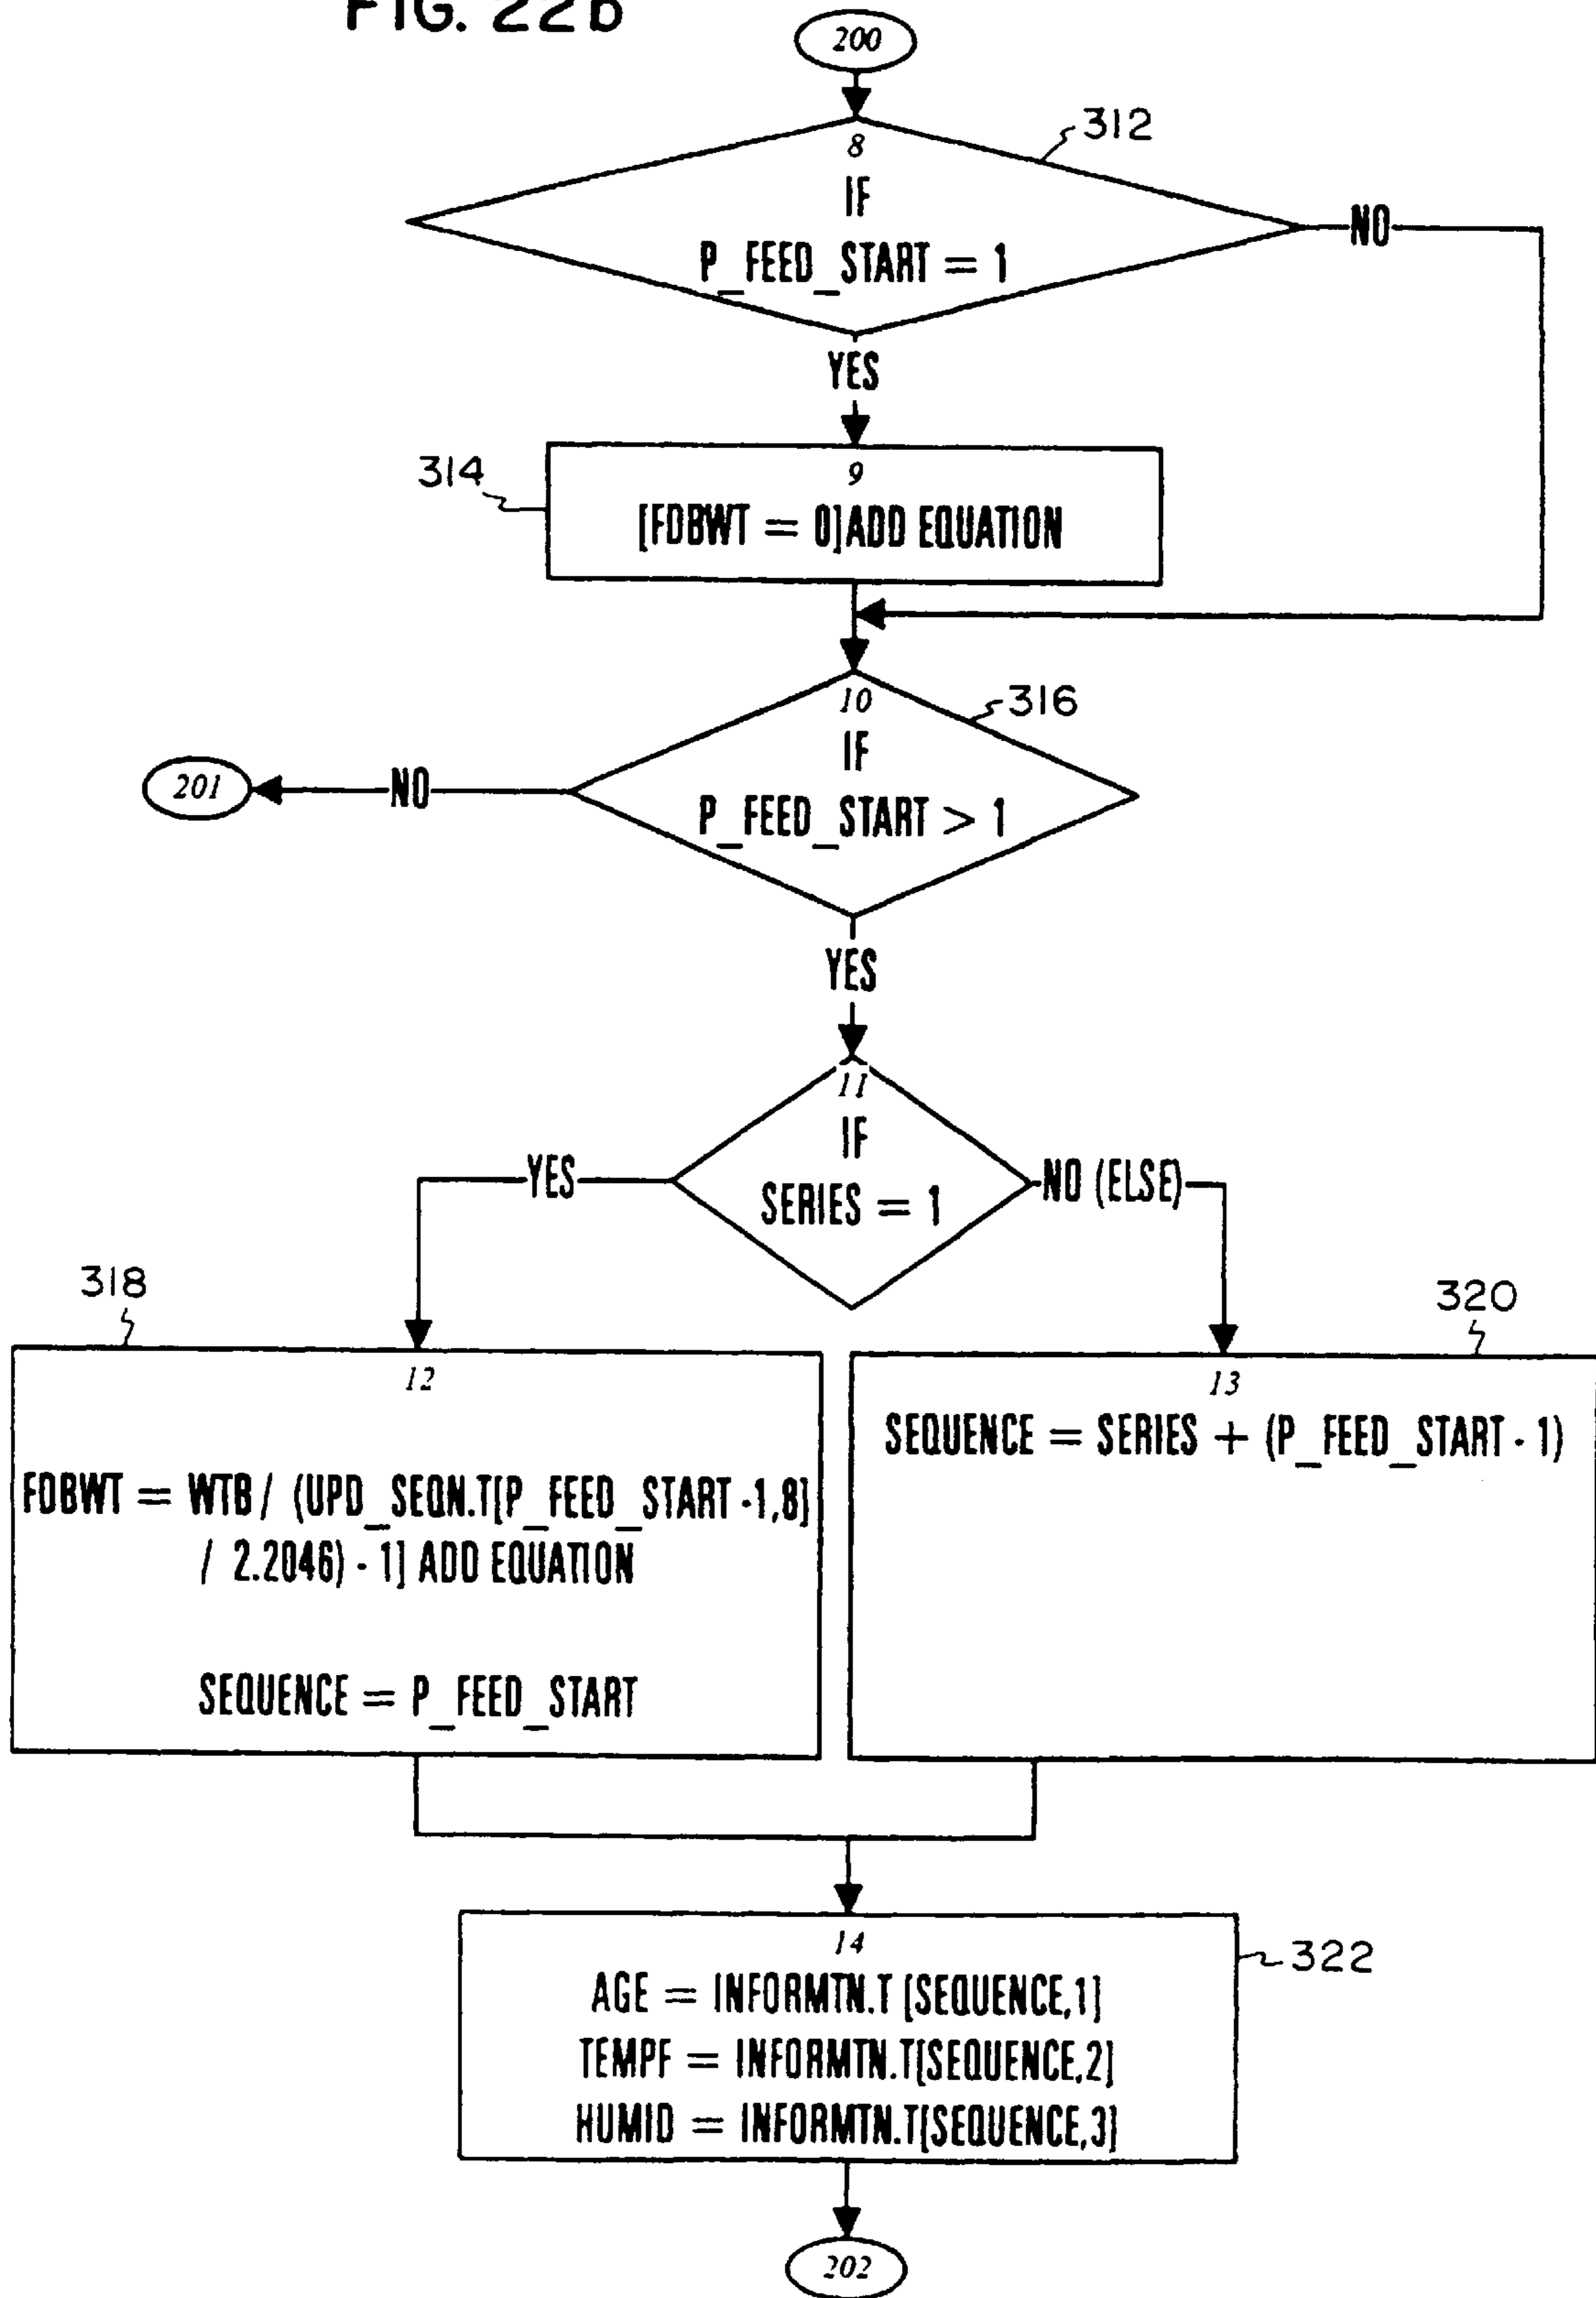 FIG. 22b
200
312
8
IF
P_FEED_START = 1
NO
YES
314
9
[FDBWT = 0]ADD EQUATION
316
10
IF
P_FEED_START > 1
NO
201
YES
11
IF
SERIES = 1
YES
NO (ELSE)
318
12
FDBWT = WTB / (UPD_SEQN.T[P_FEED_START -1,8]
/ 2.2046) - 1] ADD EQUATION
SEQUENCE = P_FEED_START
320
13
SEQUENCE = SERIES + (P_FEED_START - 1)
322
14
AGE = INFORMTN.T [SEQUENCE,1]
TEMPF = INFORMTN.T[SEQUENCE,2]
HUMID = INFORMTN.T[SEQUENCE,3]
202